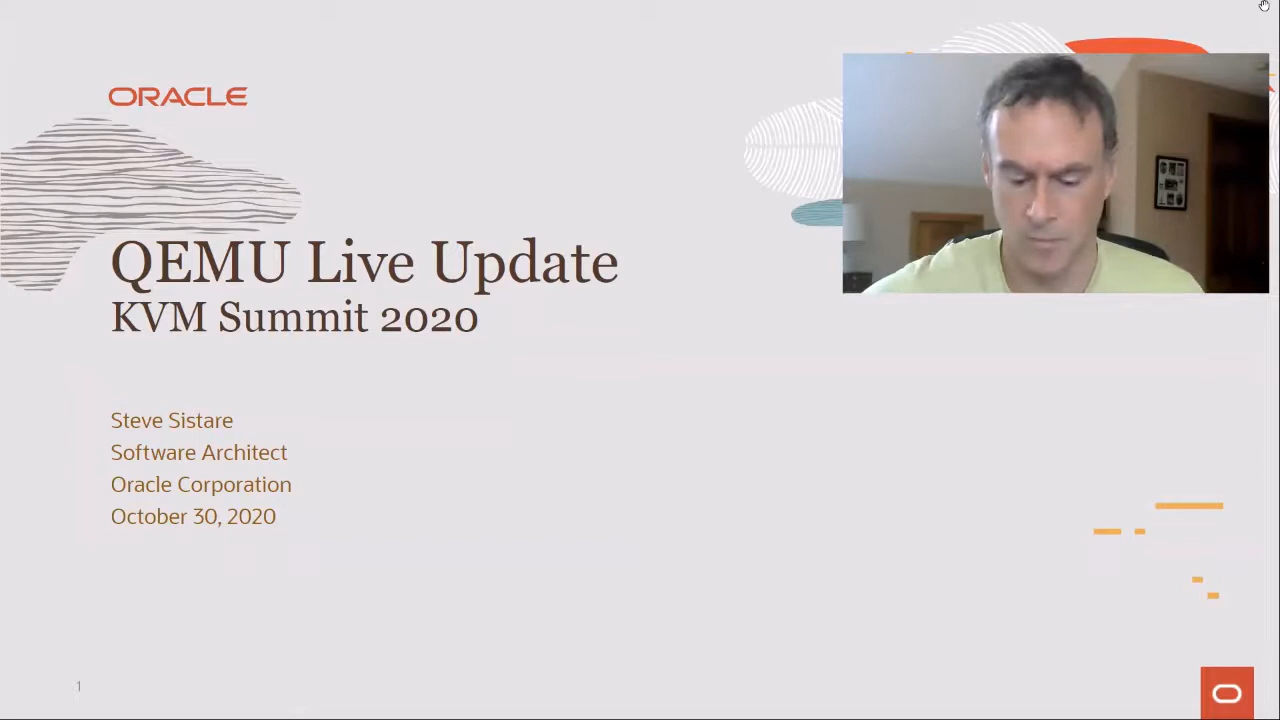 ORACLE
QEMU Live Update
KVM Summit 2020
Steve Sistare
Software Architect
Oracle Corporation
October 30, 2020
1